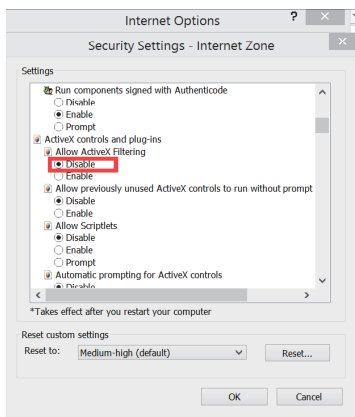 Internet Options
?
Security Settings - Internet Zone
Settings
Run components signed with Authenticode
Disable
Enable
Prompt
ActiveX controls and plug-ins
Allow ActiveX Filtering
Disable
Enable
Allow previously unused ActiveX controls to run without prompt
Disable
Enable
Allow Scriptlets
Disable
Enable
Prompt
Automatic prompting for ActiveX controls
Disable
*Takes effect after you restart your computer
Reset custom settings
Reset to: Medium-high (default) Reset...
OK Cancel